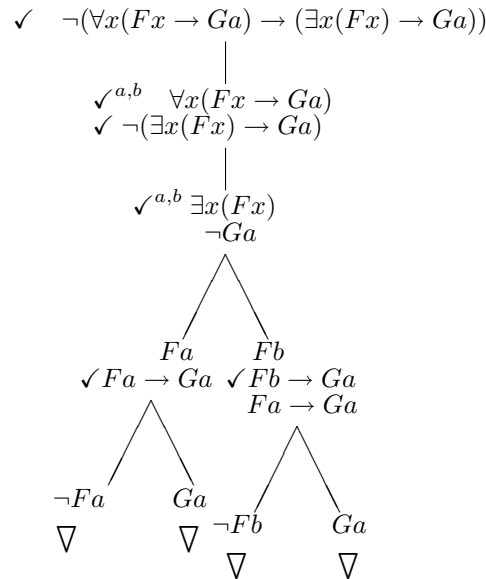 ✓ ¬(∀x(Fx → Ga) → (∃x(Fx) → Ga))
✓a,b ∀x(Fx → Ga)
✓ ¬(∃x(Fx) → Ga)
✓a,b ∃x(Fx)
¬Ga
Fa Fb
✓Fa → Ga ✓Fb → Ga
Fa → Ga
¬Fa Ga
¬Fb Ga
▽ ▽
▽ ▽